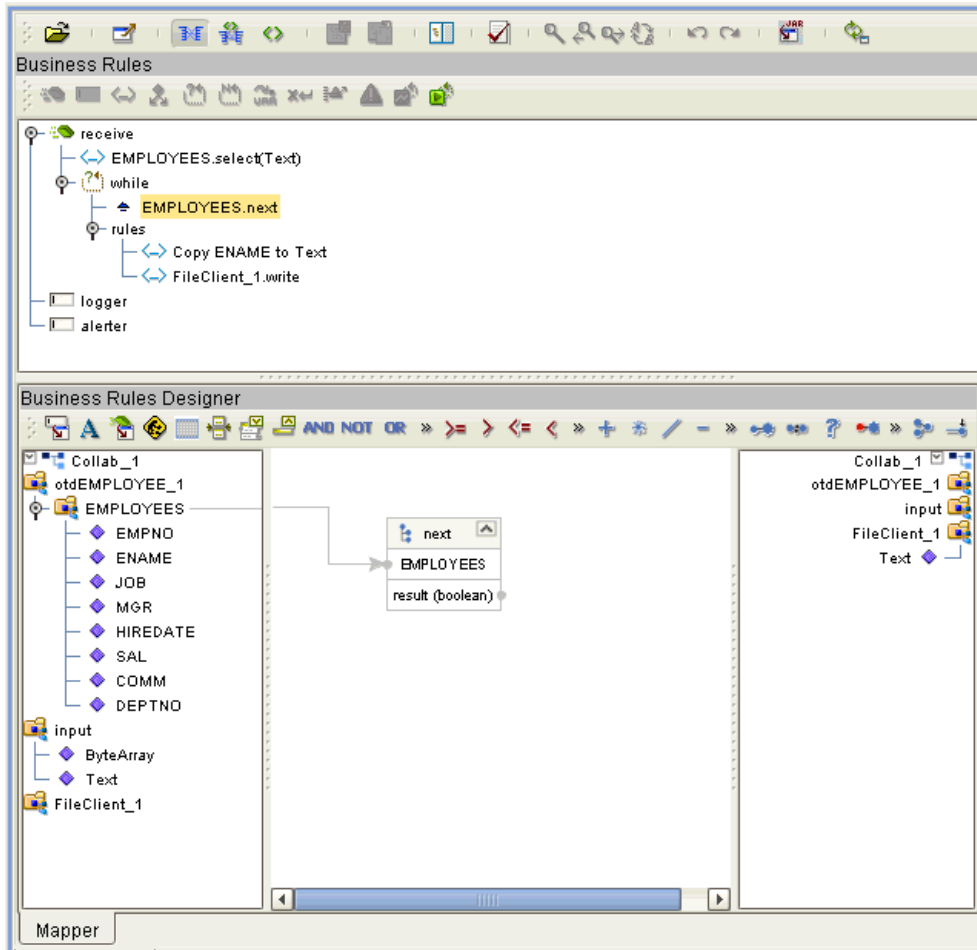 JAR
Business Rules
receive
EMPLOYEES.select(Text)
while
EMPLOYEES.next
rules
Copy ENAME to Text
FileClient_1.write
logger
alerter
Business Rules Designer
A AND NOT OR » >= > <= < » + * / - » ? » 
Collab_1
otdEMPLOYEE_1
EMPLOYEES
EMPNO
ENAME
JOB
MGR
HIREDATE
SAL
COMM
DEPTNO
input
ByteArray
Text
FileClient_1
next
EMPLOYEES
result (boolean)
Collab_1
otdEMPLOYEE_1
input
FileClient_1
Text
Mapper